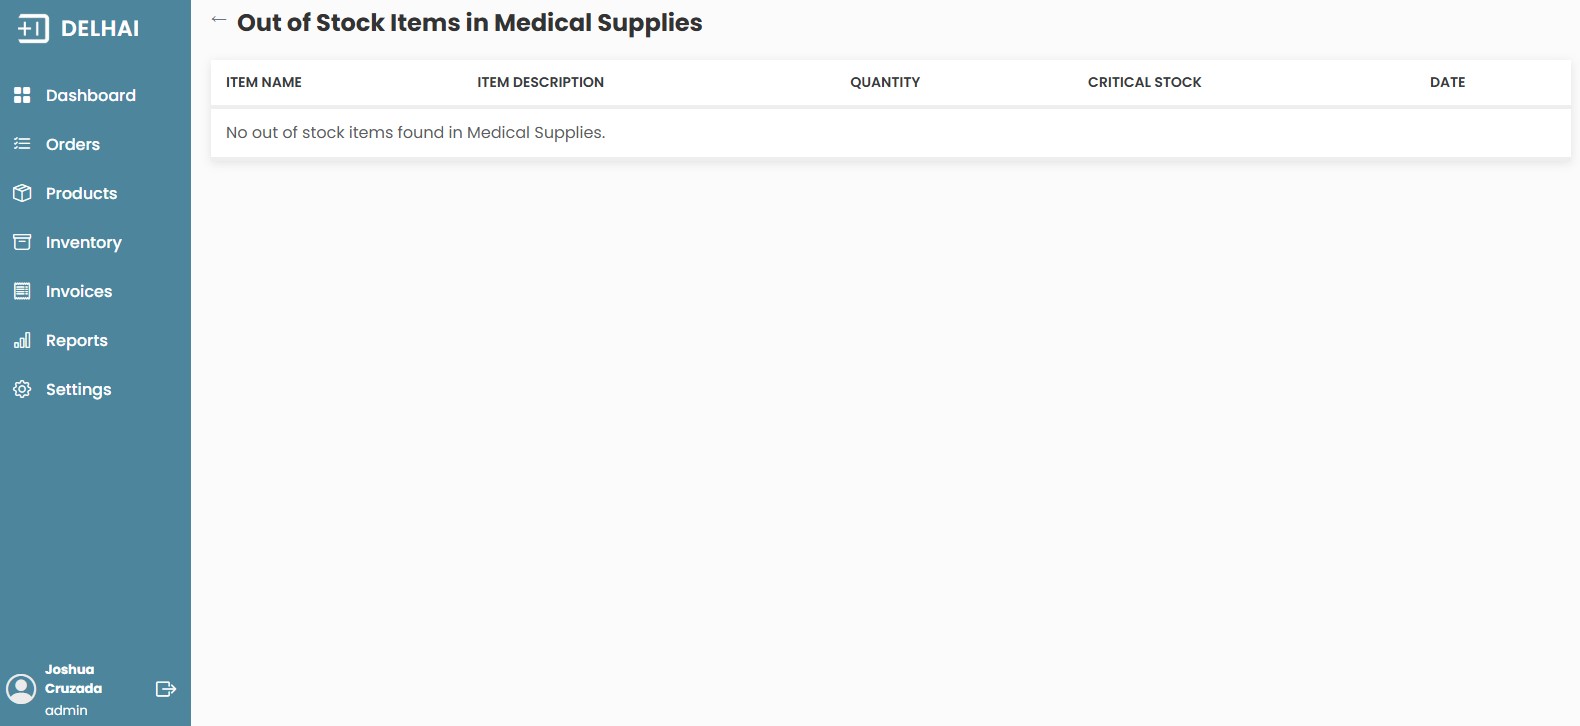 DELHAI
Dashboard
Orders
Products
Inventory
Invoices
Reports
Settings
Joshua
Cruzada
admin
← Out of Stock Items in Medical Supplies
ITEM NAME ITEM DESCRIPTION QUANTITY CRITICAL STOCK DATE
No out of stock items found in Medical Supplies.